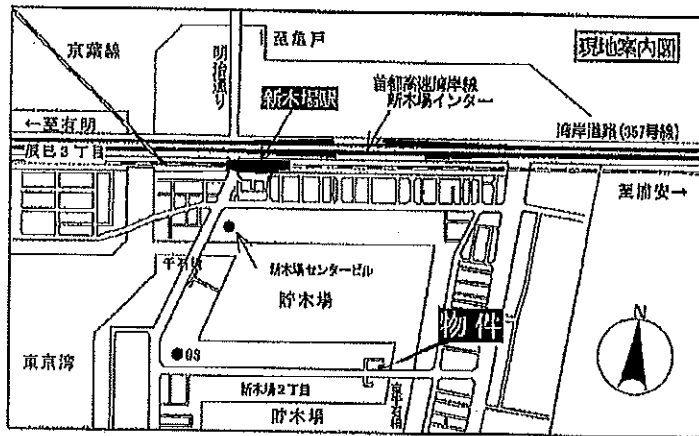 現地案内図
京葉線
明治通り
至亀戸
新木場駅
首都高速湾岸線
新木場インター
湾岸道路(357号線)
←至有明
辰巳3丁目
至浦安→
新木場センタービル
貯木場
物件
N
東京湾
GS
新木場2丁目
貯木場